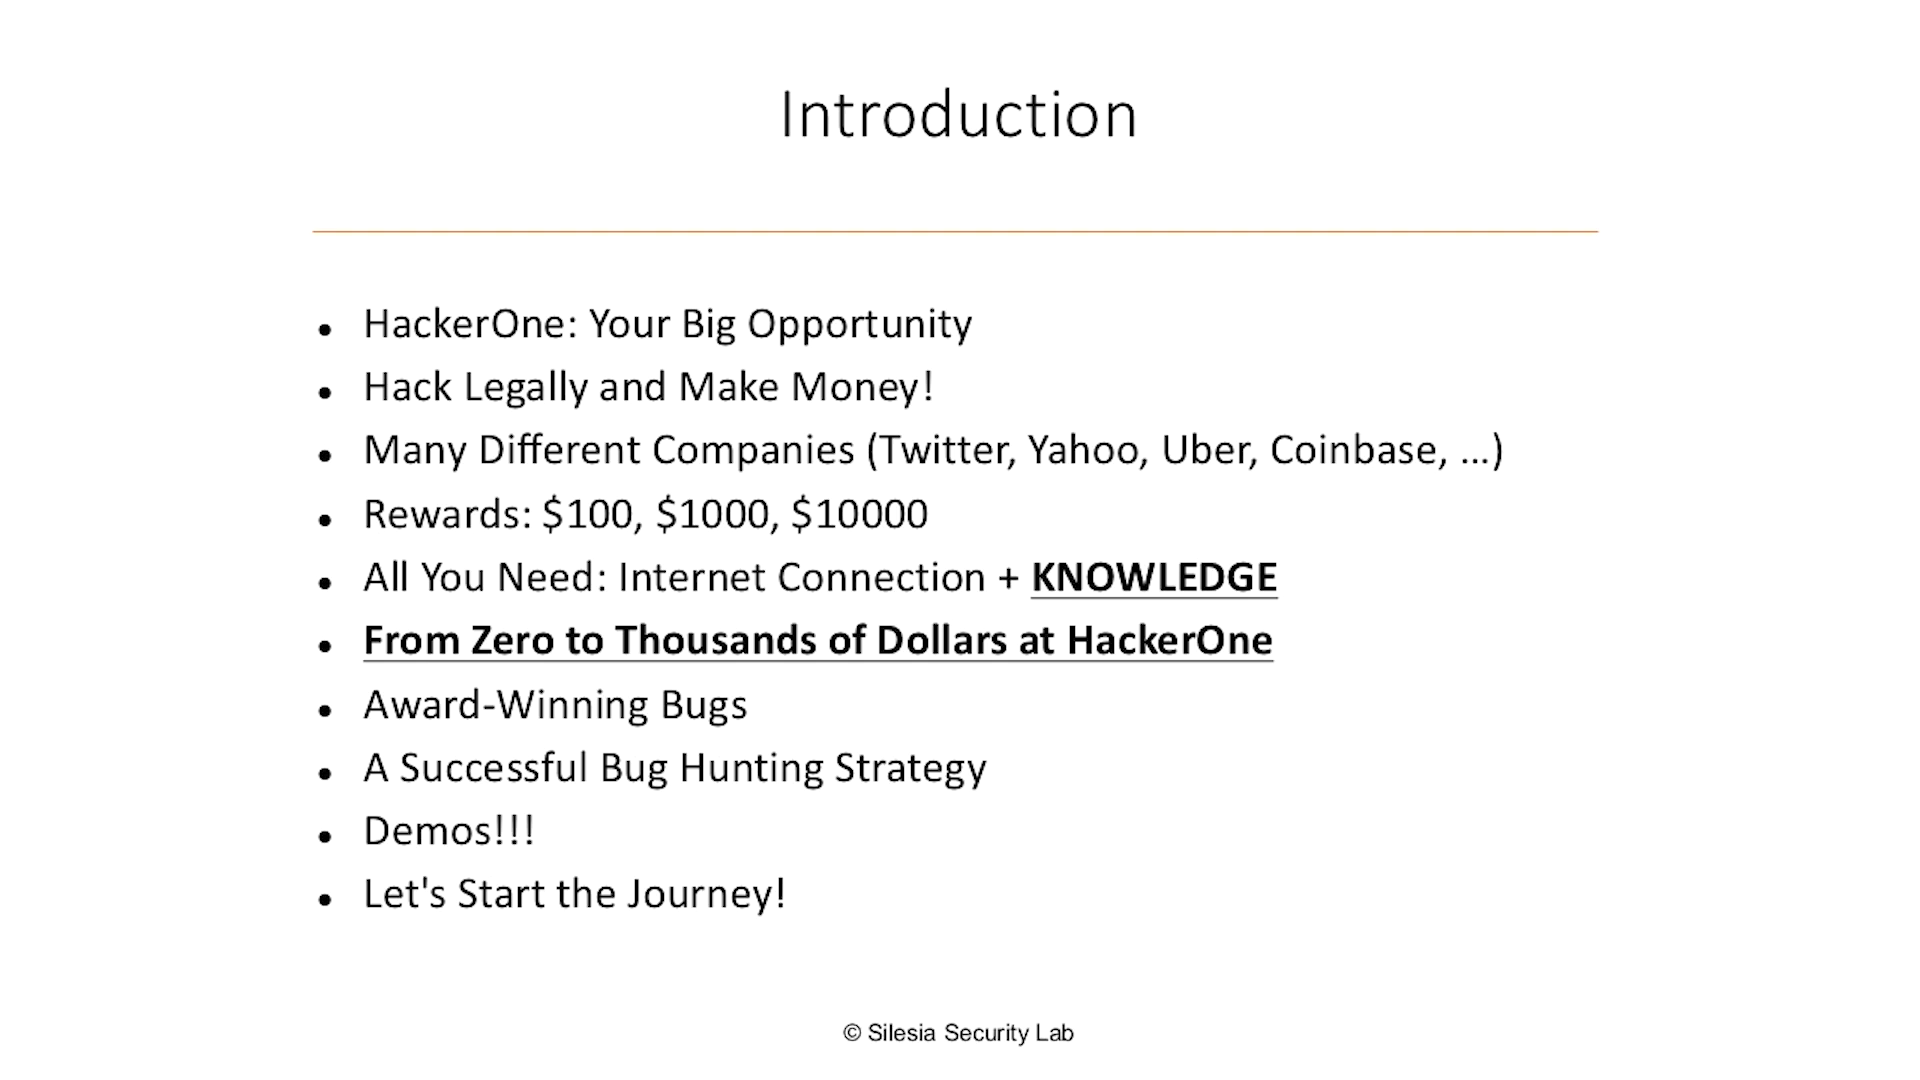 Introduction
● HackerOne: Your Big Opportunity
● Hack Legally and Make Money!
● Many Different Companies (Twitter, Yahoo, Uber, Coinbase, ...)
● Rewards: $100, $1000, $10000
● All You Need: Internet Connection + KNOWLEDGE
● From Zero to Thousands of Dollars at HackerOne
● Award-Winning Bugs
● A Successful Bug Hunting Strategy
● Demos!!!
● Let's Start the Journey!
© Silesia Security Lab